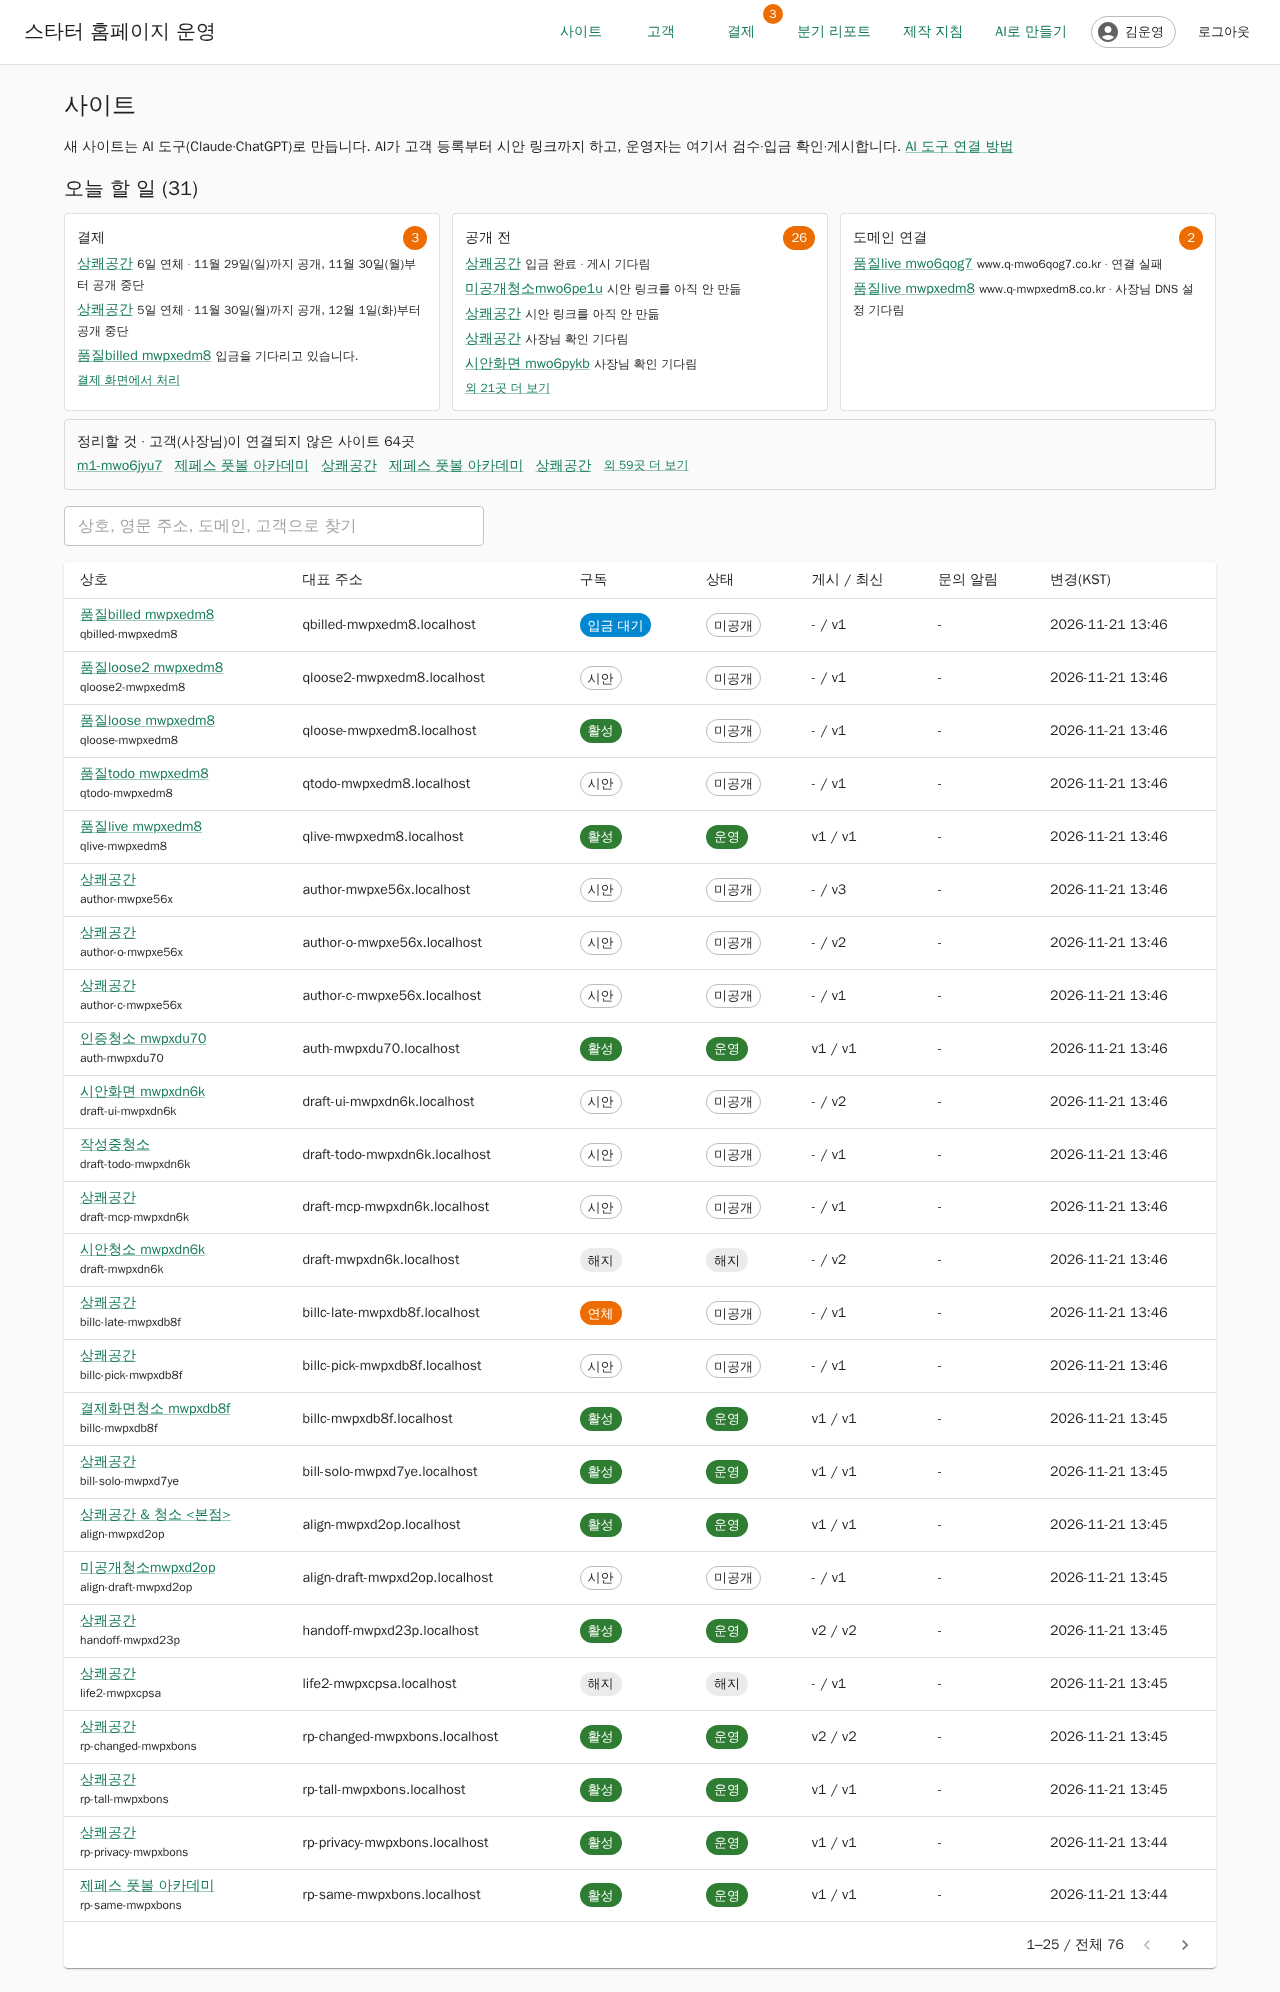 스타터 홈페이지 운영
사이트 고객 결제 3 분기 리포트 제작 지침 AI로 만들기 김운영 로그아웃
사이트
새 사이트는 AI 도구(Claude·ChatGPT)로 만듭니다. AI가 고객 등록부터 시안 링크까지 하고, 운영자는 여기서 검수·입금 확인·게시합니다. AI 도구 연결 방법
오늘 할 일 (31)
결제 3
상쾌공간 6일 연체 · 11월 29일(일)까지 공개, 11월 30일(월)부
터 공개 중단
상쾌공간 5일 연체 · 11월 30일(월)까지 공개, 12월 1일(화)부터
공개 중단
품질billed mwpxedm8 입금을 기다리고 있습니다.
결제 화면에서 처리
공개 전 26
상쾌공간 입금 완료 · 게시 기다림
미공개청소mwo6pe1u 시안 링크를 아직 안 만듦
상쾌공간 시안 링크를 아직 안 만듦
상쾌공간 사장님 확인 기다림
시안화면 mwo6pykb 사장님 확인 기다림
외 21곳 더 보기
도메인 연결 2
품질live mwo6qog7 www.q-mwo6qog7.co.kr · 연결 실패
품질live mwpxedm8 www.q-mwpxedm8.co.kr · 사장님 DNS 설
정 기다림
정리할 것 · 고객(사장님)이 연결되지 않은 사이트 64곳
m1-mwo6jyu7 제페스 풋볼 아카데미 상쾌공간 제페스 풋볼 아카데미 상쾌공간 외 59곳 더 보기
상호, 영문 주소, 도메인, 고객으로 찾기
상호 대표 주소 구독 상태 게시 / 최신 문의 알림 변경(KST)
품질billed mwpxedm8
qbilled-mwpxedm8 qbilled-mwpxedm8.localhost 입금 대기 미공개 - / v1 - 2026-11-21 13:46
품질loose2 mwpxedm8
qloose2-mwpxedm8 qloose2-mwpxedm8.localhost 시안 미공개 - / v1 - 2026-11-21 13:46
품질loose mwpxedm8
qloose-mwpxedm8 qloose-mwpxedm8.localhost 활성 미공개 - / v1 - 2026-11-21 13:46
품질todo mwpxedm8
qtodo-mwpxedm8 qtodo-mwpxedm8.localhost 시안 미공개 - / v1 - 2026-11-21 13:46
품질live mwpxedm8
qlive-mwpxedm8 qlive-mwpxedm8.localhost 활성 운영 v1 / v1 - 2026-11-21 13:46
상쾌공간
author-mwpxe56x author-mwpxe56x.localhost 시안 미공개 - / v3 - 2026-11-21 13:46
상쾌공간
author-o-mwpxe56x author-o-mwpxe56x.localhost 시안 미공개 - / v2 - 2026-11-21 13:46
상쾌공간
author-c-mwpxe56x author-c-mwpxe56x.localhost 시안 미공개 - / v1 - 2026-11-21 13:46
인증청소 mwpxdu70
auth-mwpxdu70 auth-mwpxdu70.localhost 활성 운영 v1 / v1 - 2026-11-21 13:46
시안화면 mwpxdn6k
draft-ui-mwpxdn6k draft-ui-mwpxdn6k.localhost 시안 미공개 - / v2 - 2026-11-21 13:46
작성중청소
draft-todo-mwpxdn6k draft-todo-mwpxdn6k.localhost 시안 미공개 - / v1 - 2026-11-21 13:46
상쾌공간
draft-mcp-mwpxdn6k draft-mcp-mwpxdn6k.localhost 시안 미공개 - / v1 - 2026-11-21 13:46
시안청소 mwpxdn6k
draft-mwpxdn6k draft-mwpxdn6k.localhost 해지 해지 - / v2 - 2026-11-21 13:46
상쾌공간
billc-late-mwpxdb8f billc-late-mwpxdb8f.localhost 연체 미공개 - / v1 - 2026-11-21 13:46
상쾌공간
billc-pick-mwpxdb8f billc-pick-mwpxdb8f.localhost 시안 미공개 - / v1 - 2026-11-21 13:46
결제화면청소 mwpxdb8f
billc-mwpxdb8f billc-mwpxdb8f.localhost 활성 운영 v1 / v1 - 2026-11-21 13:45
상쾌공간
bill-solo-mwpxd7ye bill-solo-mwpxd7ye.localhost 활성 운영 v1 / v1 - 2026-11-21 13:45
상쾌공간 & 청소 <본점>
align-mwpxd2op align-mwpxd2op.localhost 활성 운영 v1 / v1 - 2026-11-21 13:45
미공개청소mwpxd2op
align-draft-mwpxd2op align-draft-mwpxd2op.localhost 시안 미공개 - / v1 - 2026-11-21 13:45
상쾌공간
handoff-mwpxd23p handoff-mwpxd23p.localhost 활성 운영 v2 / v2 - 2026-11-21 13:45
상쾌공간
life2-mwpxcpsa life2-mwpxcpsa.localhost 해지 해지 - / v1 - 2026-11-21 13:45
상쾌공간
rp-changed-mwpxbons rp-changed-mwpxbons.localhost 활성 운영 v2 / v2 - 2026-11-21 13:45
상쾌공간
rp-tall-mwpxbons rp-tall-mwpxbons.localhost 활성 운영 v1 / v1 - 2026-11-21 13:45
상쾌공간
rp-privacy-mwpxbons rp-privacy-mwpxbons.localhost 활성 운영 v1 / v1 - 2026-11-21 13:44
제페스 풋볼 아카데미
rp-same-mwpxbons rp-same-mwpxbons.localhost 활성 운영 v1 / v1 - 2026-11-21 13:44
1–25 / 전체 76